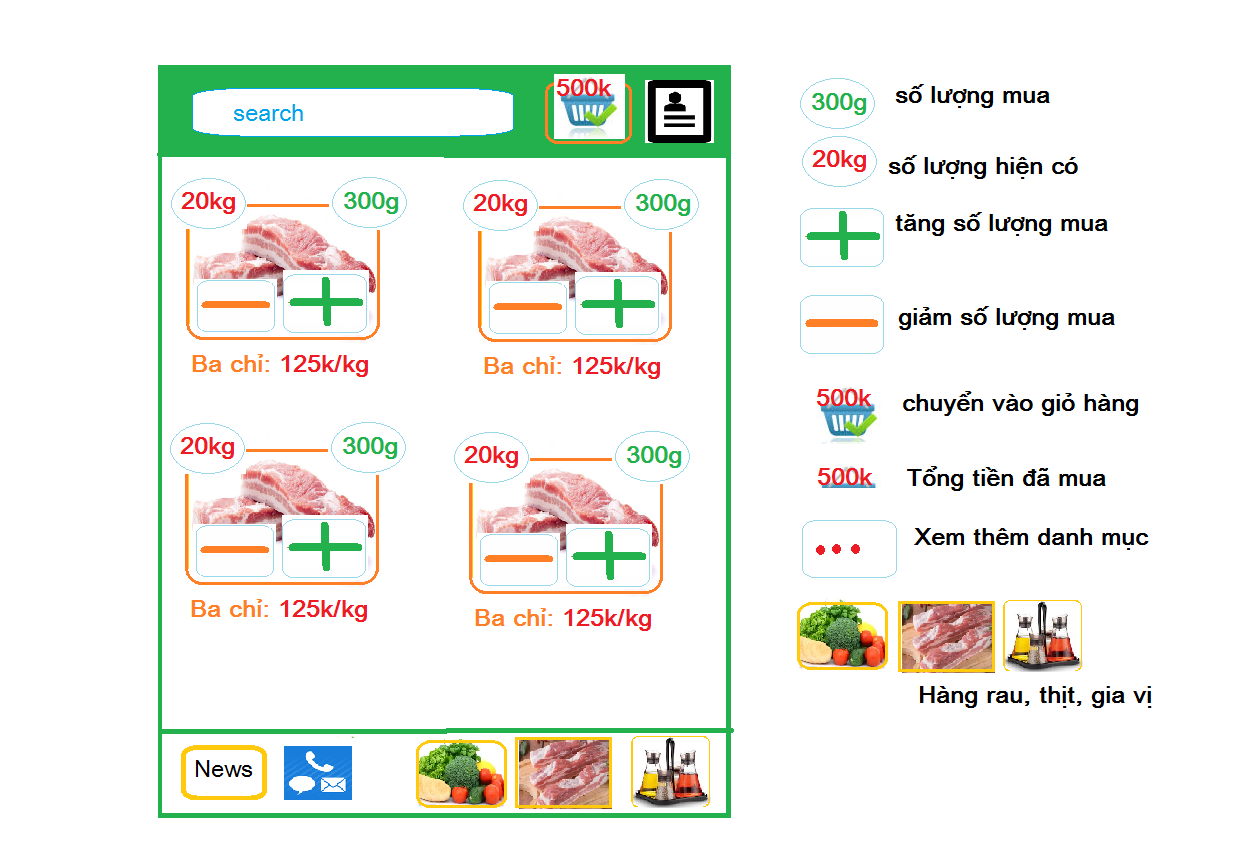 500k
search
20kg 300g
20kg 300g
Ba chỉ: 125k/kg
Ba chỉ: 125k/kg
20kg 300g
20kg 300g
Ba chỉ: 125k/kg
Ba chỉ: 125k/kg
News
300g số lượng mua
20kg số lượng hiện có
tăng số lượng mua
giảm số lượng mua
500k chuyển vào giỏ hàng
500k Tổng tiền đã mua
Xem thêm danh mục
Hàng rau, thịt, gia vị